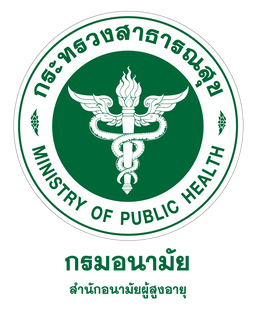 กระทรวงสาธารณสุข
MINISTRY OF PUBLIC HEALTH
กรมอนามัย
สำนักอนามัยผู้สูงอายุ